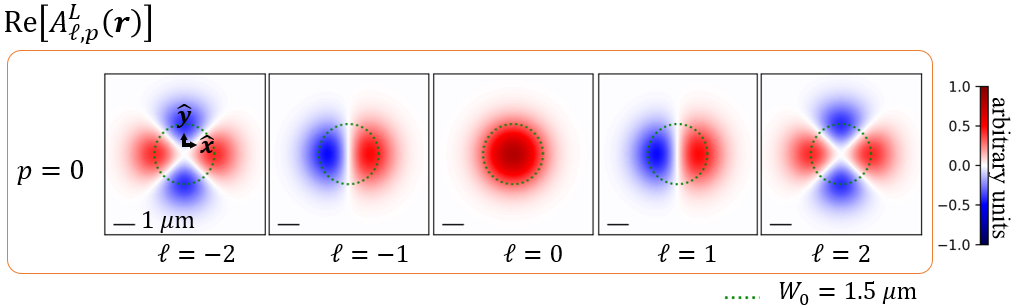 Re[A^L_{ℓ,p}(r)]
p = 0
ŷ
x̂
1 μm
ℓ = −2
ℓ = −1
ℓ = 0
ℓ = 1
ℓ = 2
1.0
0.5
0.0
−0.5
−1.0
arbitrary units
W₀ = 1.5 μm